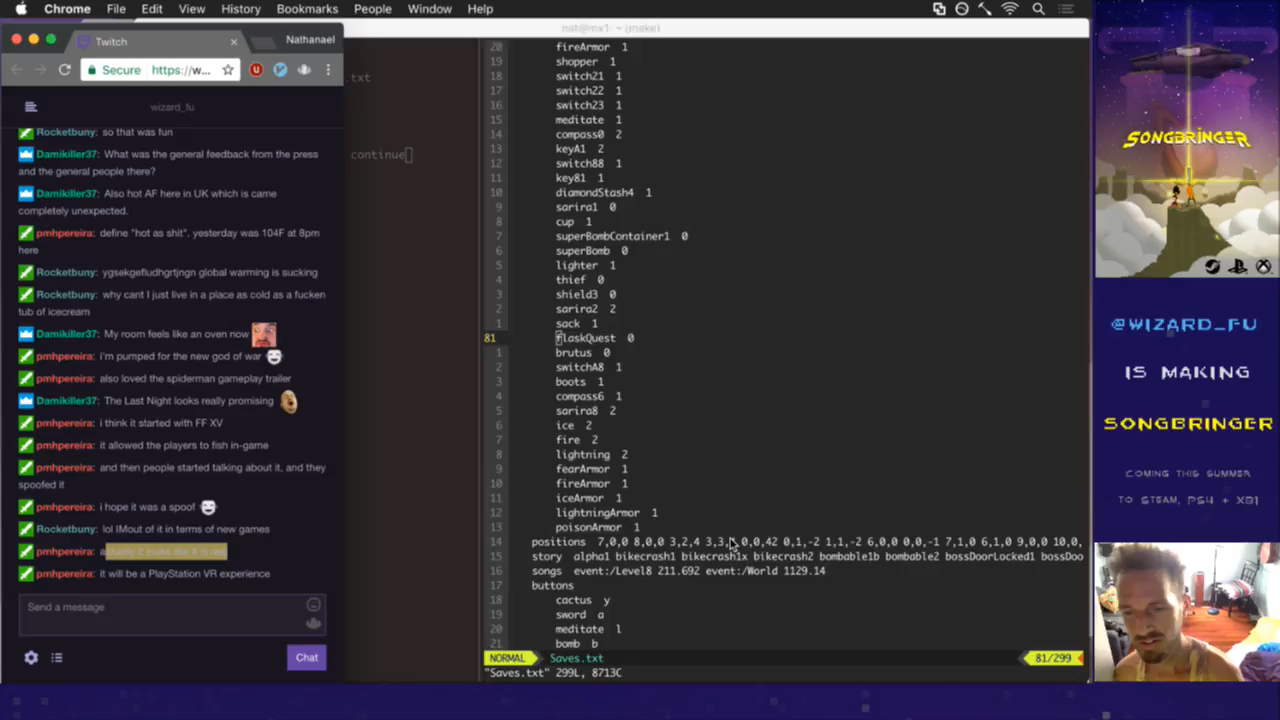 Chrome File Edit View History Bookmarks People Window Help
Twitch
Nathanael
Secure https://w...
wizard_fu
Rocketbuny: so that was fun
Damikiller37: What was the general feedback from the press
and the general people there?
Damikiller37: Also hot AF here in UK which is came
completely unexpected.
pmhpereira: define "hot as shit". yesterday was 104F at 8pm
here
Rocketbuny: ygsekgefludhgrtjngn global warming is sucking
Rocketbuny: why cant I just live in a place as cold as a fucken
tub of icecream
Damikiller37: My room feels like an oven now
pmhpereira: i'm pumped for the new god of war
pmhpereira: also loved the spiderman gameplay trailer
Damikiller37: The Last Night looks really promising
pmhpereira: i think it started with FF XV
pmhpereira: it allowed the players to fish in-game
pmhpereira: and then people started talking about it, and they
spoofed it
pmhpereira: i hope it was a spoof
Rocketbuny: lol IMout of it in terms of new games
pmhpereira:
pmhpereira: it will be a PlayStation VR experience
Send a message
Chat
.txt
continue
nat@mx1: ~ (make)
20 fireArmor 1
19 shopper 1
18 switch21 1
17 switch22 1
16 switch23 1
15 meditate 1
14 compass0 2
13 keyA1 2
12 switch88 1
11 key81 1
10 diamondStash4 1
9 sarira1 0
8 cup 1
7 superBombContainer1 0
6 superBomb 0
5 lighter 1
4 thief 0
3 shield3 0
2 sarira2 2
1 sack 1
81 flaskQuest 0
1 brutus 0
2 switchA8 1
3 boots 1
4 compass6 1
5 sarira8 2
6 ice 2
7 fire 2
8 lightning 2
9 fearArmor 1
10 fireArmor 1
11 iceArmor 1
12 lightningArmor 1
13 poisonArmor 1
14 positions 7,0,0 8,0,0 3,2,4 0,0,42 0,1,-2 1,1,-2 6,0,0 0,0,-1 7,1,0 6,1,0 9,0,0 10,0,
15 story alpha1 bikecrash1 bikecrash1x bikecrash2 bombable1b bombable2 bossDoorLocked1 bossDoo
16 songs event:/Level8 211.692 event:/World 1129.14
17 buttons
18 cactus y
19 sword a
20 meditate l
21 bomb b
NORMAL Saves.txt 81/299
"Saves.txt" 299L, 8713C
SONGBRINGER
@WIZARD_FU
IS MAKING
SONGBRINGER
COMING THIS SUMMER
TO STEAM, PS4 + XB1